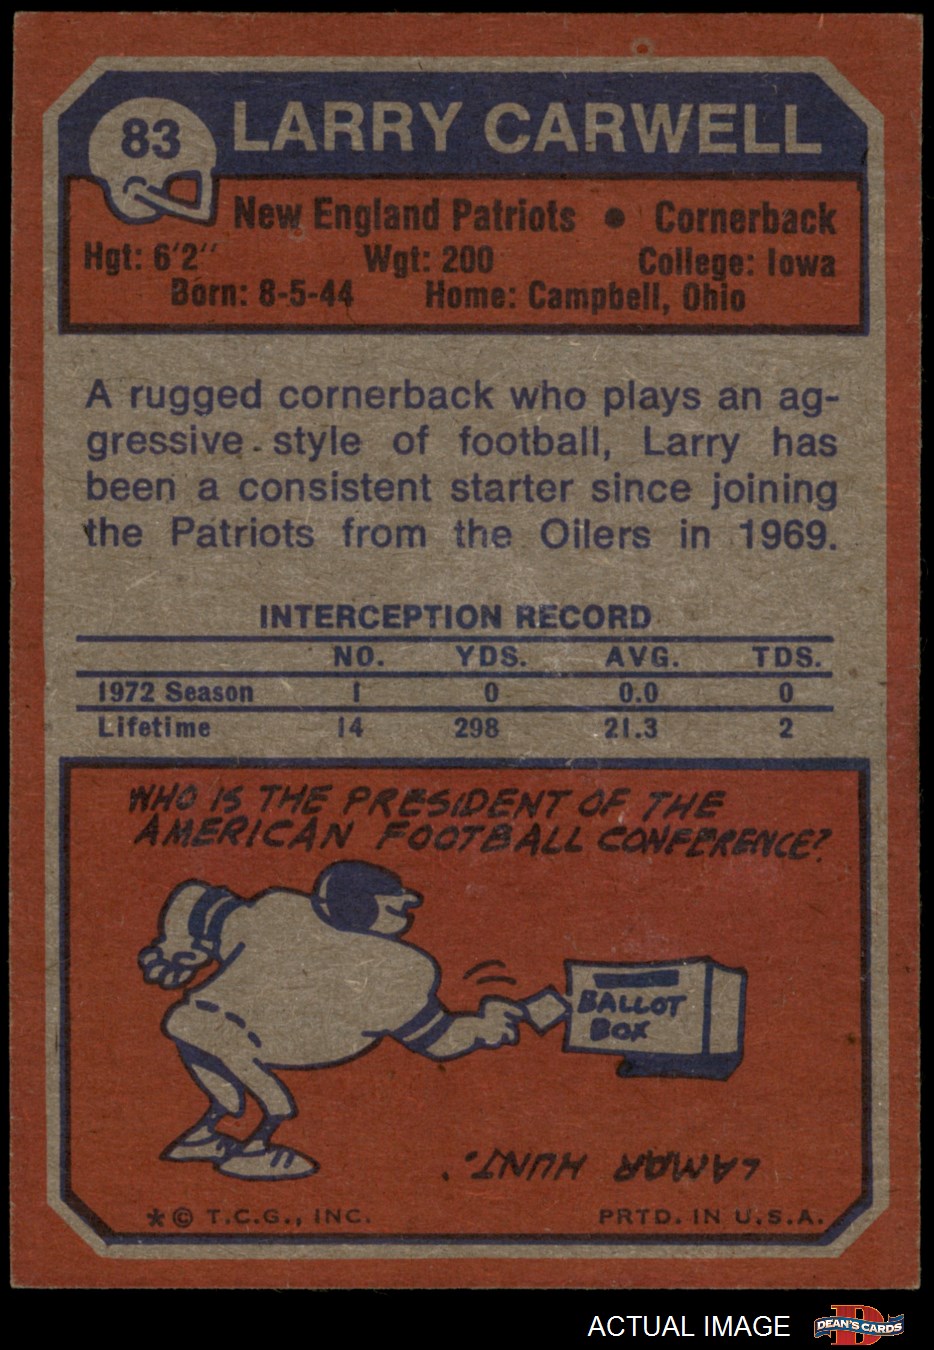 83 LARRY CARWELL
New England Patriots • Cornerback
Hgt: 6'2" Wgt: 200 College: Iowa
Born: 8-5-44 Home: Campbell, Ohio
A rugged cornerback who plays an ag-
gressive style of football, Larry has
been a consistent starter since joining
the Patriots from the Oilers in 1969.
INTERCEPTION RECORD
NO. YDS. AVG. TDS.
1972 Season 1 0 0.0 0
Lifetime 14 298 21.3 2
WHO IS THE PRESIDENT OF THE
AMERICAN FOOTBALL CONFERENCE?
BALLOT
BOX
LAMAR HUNT.
* © T.C.G., INC. PRTD. IN U.S.A.
ACTUAL IMAGE D DEAN'S CARDS